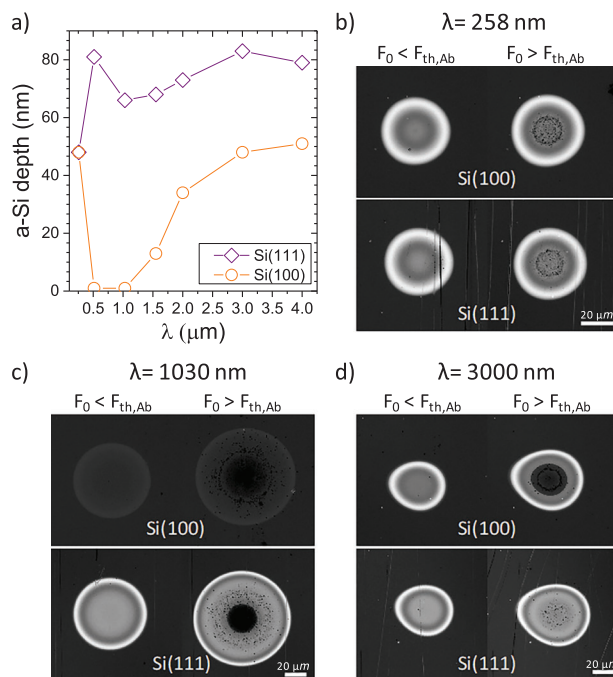 a)
a-Si depth (nm)
80
60
40
20
0
0.5 1.0 1.5 2.0 2.5 3.0 3.5 4.0
λ (μm)
Si(111)
Si(100)
b)
λ= 258 nm
F₀ < Fth,Ab F₀ > Fth,Ab
Si(100)
Si(111)
20 μm
c)
λ= 1030 nm
F₀ < Fth,Ab F₀ > Fth,Ab
Si(100)
Si(111)
20 μm
d)
λ= 3000 nm
F₀ < Fth,Ab F₀ > Fth,Ab
Si(100)
Si(111)
20 μm